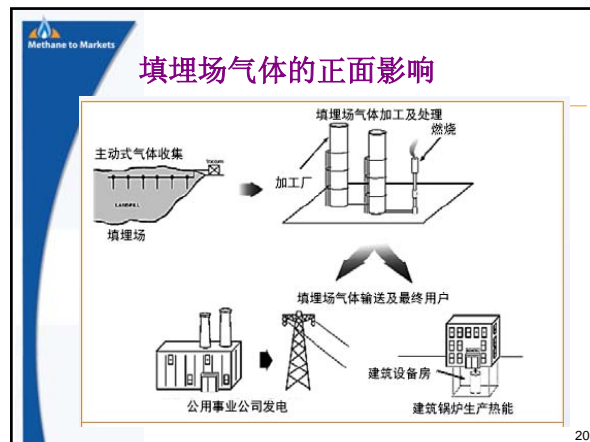 Methane to Markets
填埋场气体的正面影响
填埋场气体加工及处理
燃烧
主动式气体收集
加工厂
LANDFILL
填埋场
填埋场气体输送及最终用户
建筑设备房
公用事业公司发电
建筑锅炉生产热能
20